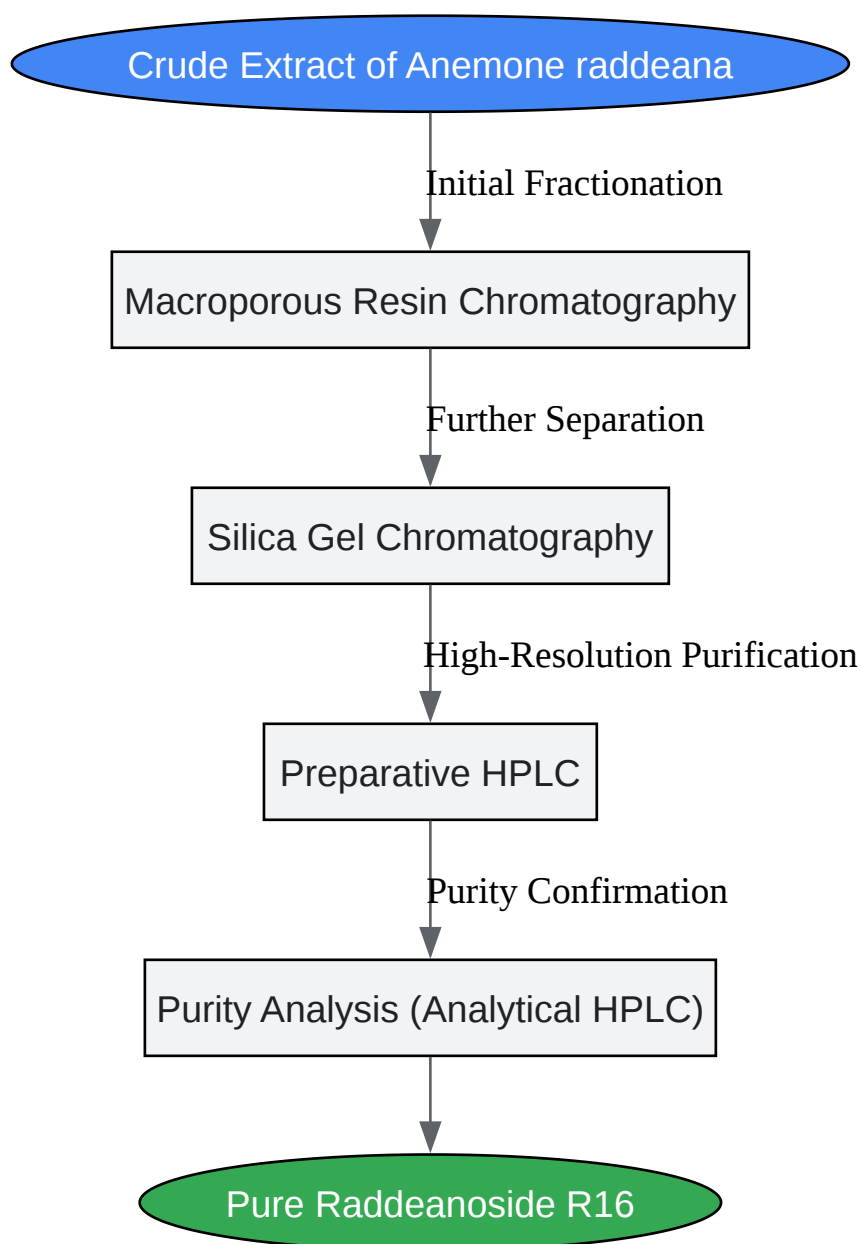 Crude Extract of Anemone raddeana
Initial Fractionation
Macroporous Resin Chromatography
Further Separation
Silica Gel Chromatography
High-Resolution Purification
Preparative HPLC
Purity Confirmation
Purity Analysis (Analytical HPLC)
Pure Raddeanoside R16